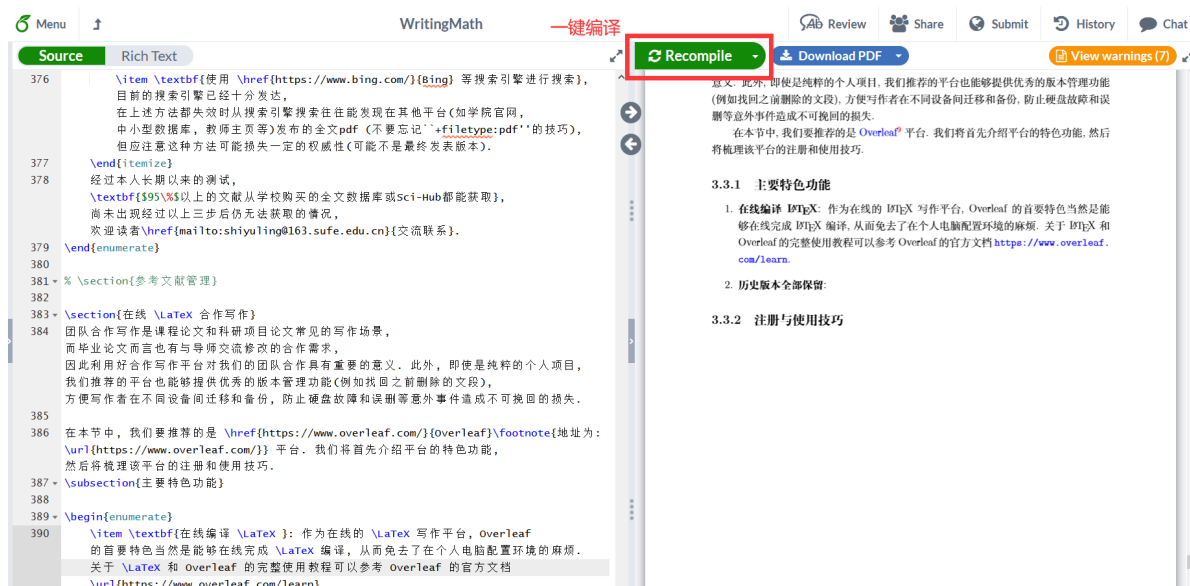 Menu
WritingMath
一键编译
Review
Share
Submit
History
Chat
Source
Rich Text
Recompile
Download PDF
View warnings (7)
376 \item \textbf{使用 \href{https://www.bing.com/}{Bing} 等搜索引擎进行搜索},
目前的搜索引擎已经十分发达,
在上述方法都失效时从搜索引擎搜索往往能发现在其他平台(如学院官网,
中小型数据库, 教师主页等)发布的全文pdf (不要忘记``+filetype:pdf''的技巧),
但应注意这种方法可能损失一定的权威性(可能不是最终发表版本).
377 \end{itemize}
378 经过本人长期以来的测试,
\textbf{$95\%$以上的文献从学校购买的全文数据库或Sci-Hub都能获取},
尚未出现经过以上三步后仍无法获取的情况,
欢迎读者\href{mailto:shiyuling@163.sufe.edu.cn}{交流联系}.
379 \end{enumerate}
380
381 % \section{参考文献管理}
382
383 \section{在线 \LaTeX 合作写作}
384 团队合作写作是课程论文和科研项目论文常见的写作场景,
而毕业论文而言也有与导师交流修改的合作需求,
因此利用好合作写作平台对我们的团队合作具有重要的意义. 此外, 即使是纯粹的个人项目,
我们推荐的平台也能够提供优秀的版本管理功能(例如找回之前删除的文段),
方便写作者在不同设备间迁移和备份, 防止硬盘故障和误删等意外事件造成不可挽回的损失.
385
386 在本节中, 我们要推荐的是 \href{https://www.overleaf.com/}{Overleaf}\footnote{地址为:
\url{https://www.overleaf.com/}} 平台. 我们将首先介绍平台的特色功能,
然后将梳理该平台的注册和使用技巧.
387 \subsection{主要特色功能}
388
389 \begin{enumerate}
390 \item \textbf{在线编译 \LaTeX }: 作为在线的 \LaTeX 写作平台, Overleaf
的首要特色当然是能够在线完成 \LaTeX 编译, 从而免去了在个人电脑配置环境的麻烦.
关于 \LaTeX 和 Overleaf 的完整使用教程可以参考 Overleaf 的官方文档
\url{https://www.overleaf.com/learn}
意义. 此外, 即使是纯粹的个人项目, 我们推荐的平台也能够提供优秀的版本管理功能
(例如找回之前删除的文段), 方便写作者在不同设备间迁移和备份, 防止硬盘故障和误
删等意外事件造成不可挽回的损失.
在本节中, 我们要推荐的是 Overleaf⁹ 平台. 我们将首先介绍平台的特色功能, 然后
将梳理该平台的注册和使用技巧.
3.3.1 主要特色功能
1. 在线编译 LATEX: 作为在线的 LATEX 写作平台, Overleaf 的首要特色当然是能
够在线完成 LATEX 编译, 从而免去了在个人电脑配置环境的麻烦. 关于 LATEX 和
Overleaf 的完整使用教程可以参考 Overleaf 的官方文档 https://www.overleaf.
com/learn.
2. 历史版本全部保留:
3.3.2 注册与使用技巧